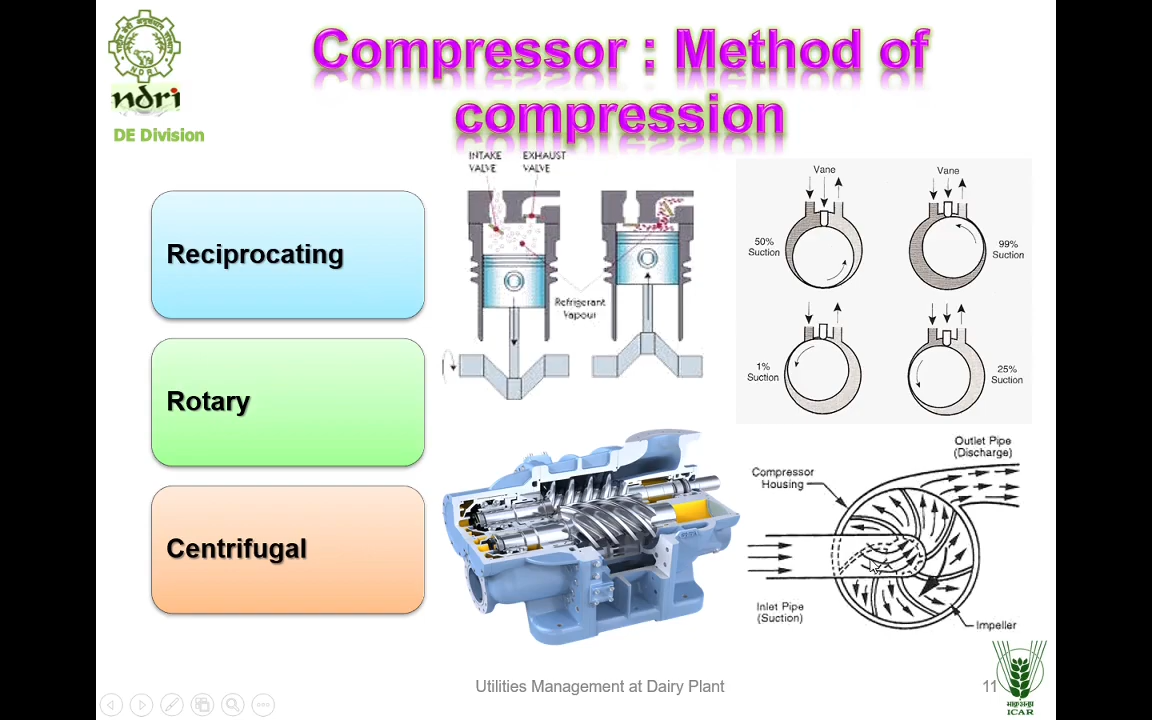 Compressor : Method of
compression
NDRI
ndri
DE Division
Reciprocating
Rotary
Centrifugal
INTAKE
VALVE
EXHAUST
VALVE
Refrigerant
Vapour
Vane
50%
Suction
Vane
99%
Suction
1%
Suction
25%
Suction
Outlet Pipe
(Discharge)
Compressor
Housing
Inlet Pipe
(Suction)
Impeller
Utilities Management at Dairy Plant
11
ICAR